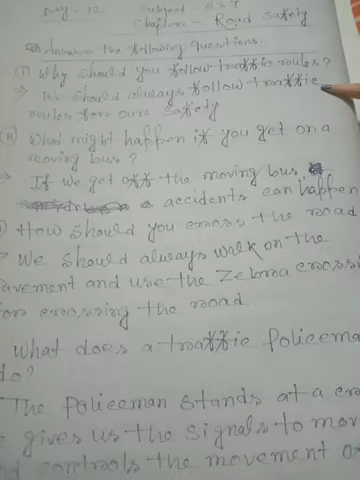 Subject - SST
Chapter - Road safety
Answer the following questions.
(i) Why should you follow traffic rules?
→ We should always follow traffic
rules for our safety
(ii) What might happen if you get on a
moving bus?
→ If we get off the moving bus,
accidents can happen
How should you cross the road
We should always walk on the
pavement and use the Zebra crossi
for crossing the road.
What does a traffic policema
do?
The policeman stands at a cro
gives us the signals to mov
controls the movement o